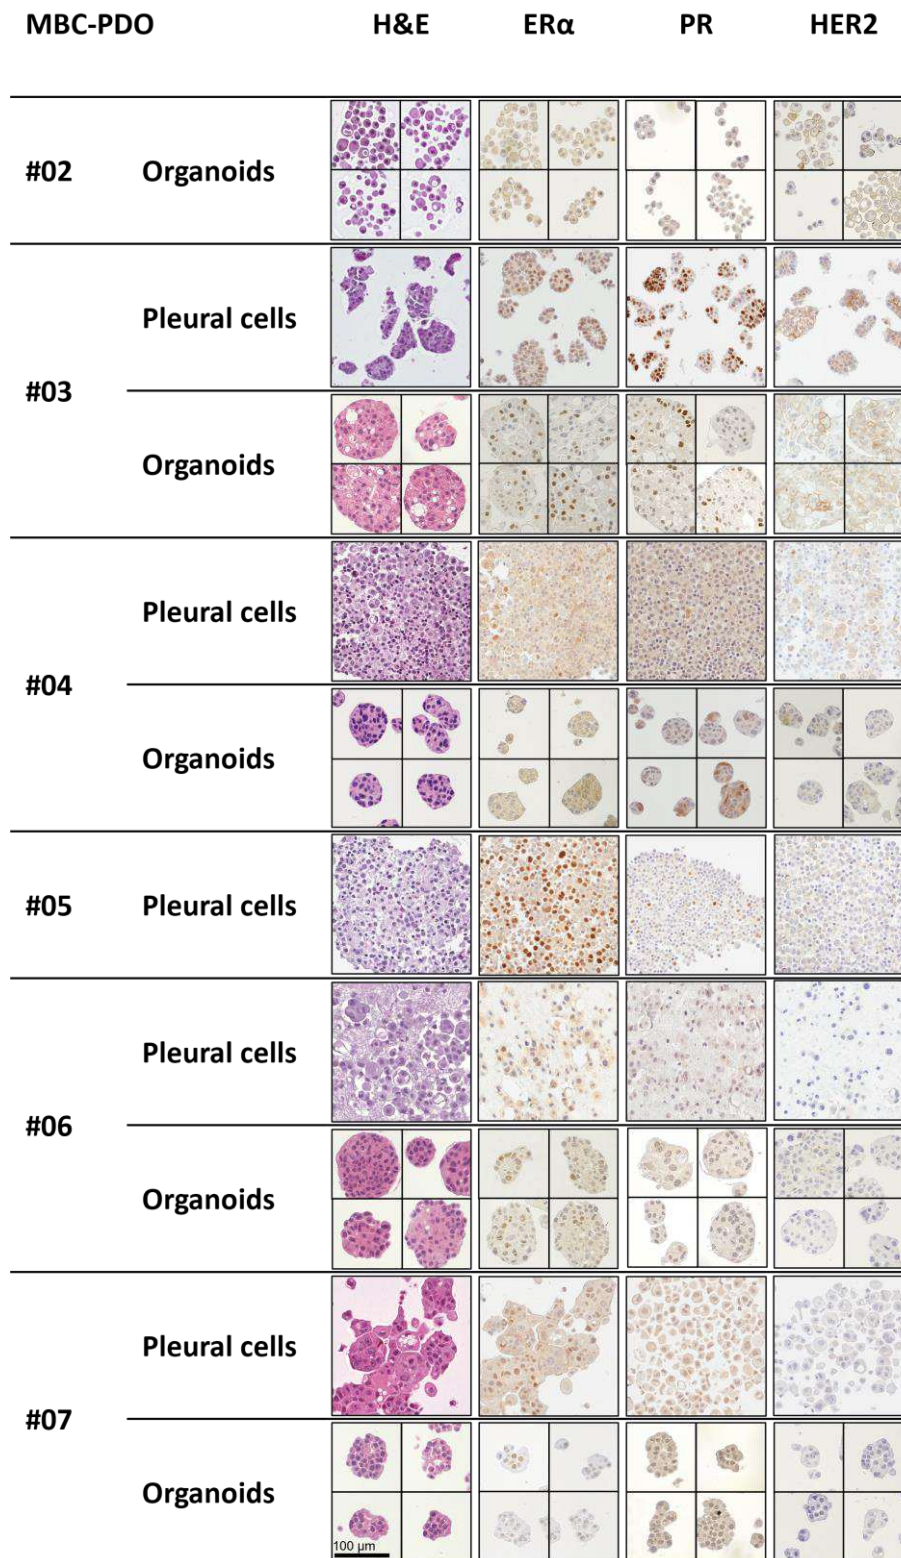 MBC-PDO H&E ERα PR HER2
#02 Organoids
Pleural cells
#03
Organoids
Pleural cells
#04
Organoids
#05 Pleural cells
Pleural cells
#06
Organoids
Pleural cells
#07
Organoids
100 µm